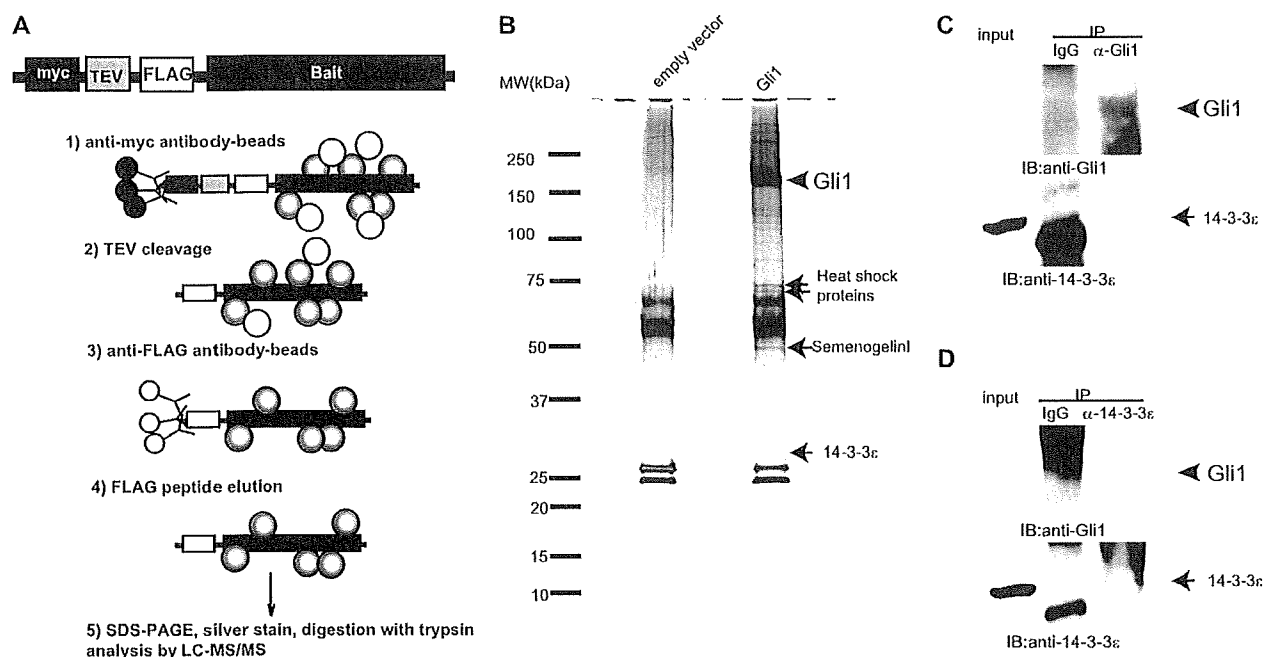 A
myc TEV FLAG Bait
1) anti-myc antibody-beads
2) TEV cleavage
3) anti-FLAG antibody-beads
4) FLAG peptide elution
5) SDS-PAGE, silver stain, digestion with trypsin
analysis by LC-MS/MS
B
MW(kDa)
empty vector
Gli1
250
150
100
75
50
37
25
20
15
10
Gli1
Heat shock
proteins
SemenogelinI
14-3-3ε
C
input
IP
IgG α-Gli1
Gli1
IB:anti-Gli1
14-3-3ε
IB:anti-14-3-3ε
D
input
IP
IgG α-14-3-3ε
Gli1
IB:anti-Gli1
14-3-3ε
IB:anti-14-3-3ε